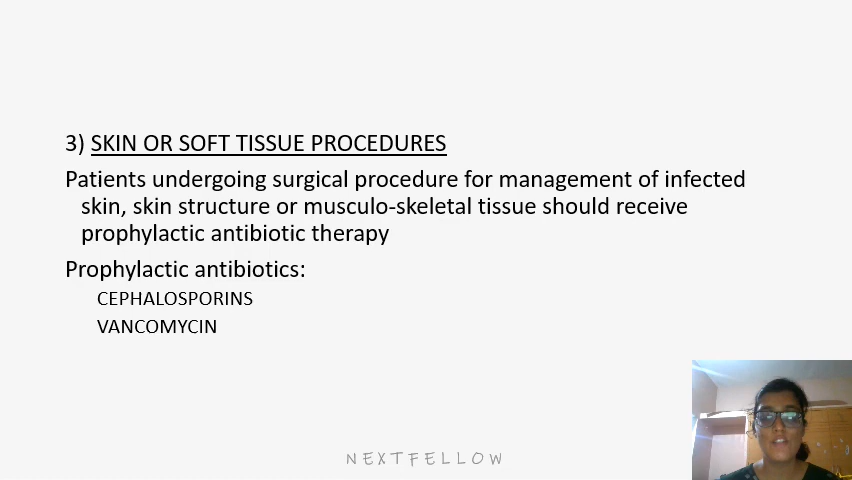 3) SKIN OR SOFT TISSUE PROCEDURES
Patients undergoing surgical procedure for management of infected
skin, skin structure or musculo-skeletal tissue should receive
prophylactic antibiotic therapy
Prophylactic antibiotics:
CEPHALOSPORINS
VANCOMYCIN
NEXTFELLOW